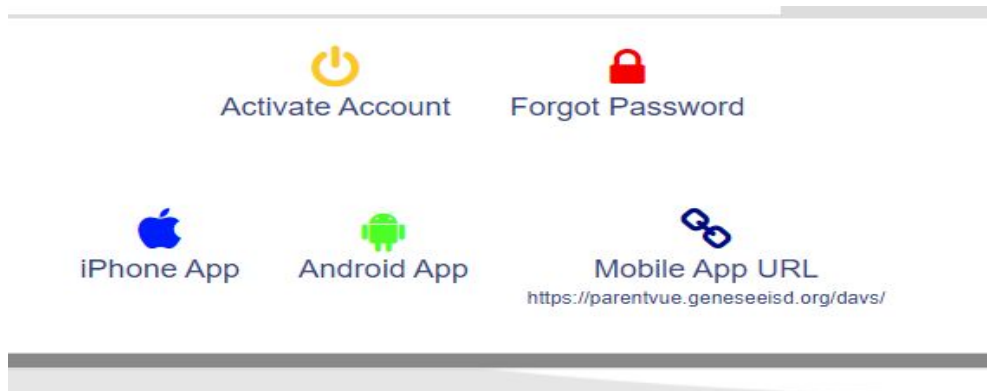 Activate Account
Forgot Password
iPhone App
Android App
Mobile App URL
https://parentvue.geneseeisd.org/davs/